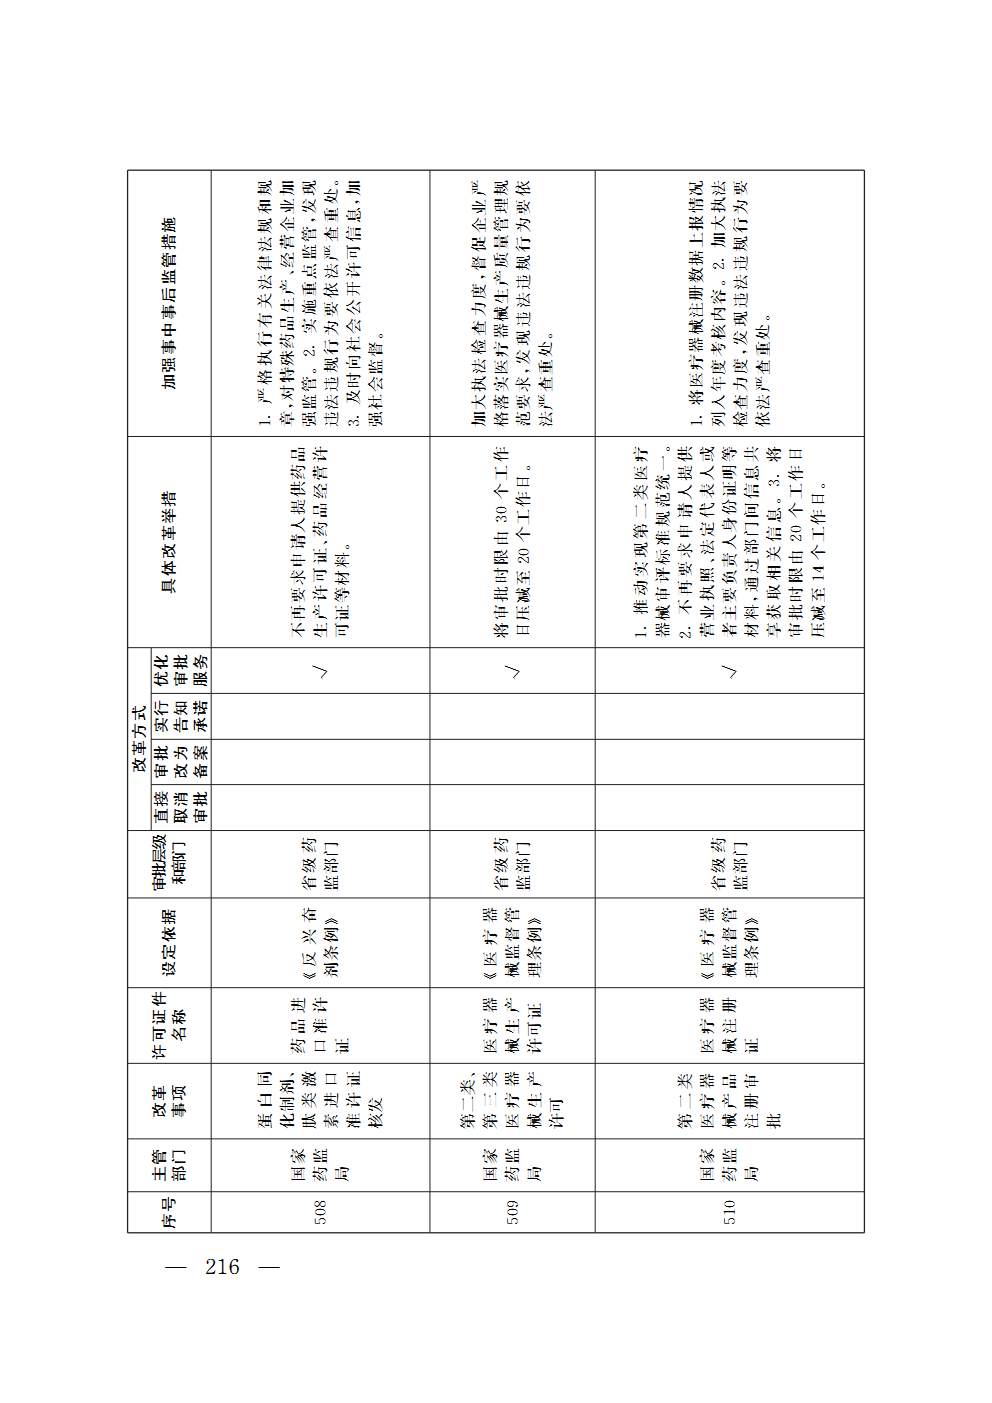 序号
主管
部门
改革
事项
许可证件
名称
设定依据
审批层级
和部门
改革方式
直接
取消
审批
审批
改为
备案
实行
告知
承诺
优化
审批
服务
具体改革举措
加强事中事后监管措施
508
国家
药监
局
蛋白同
化制剂、
肽类激
素进口
准许证
核发
药品进
口准许
证
《反兴奋
剂条例》
省级药
监部门
√
不再要求申请人提供药品
生产许可证、药品经营许
可证等材料。
1. 严格执行有关法律法规和规
章,对特殊药品生产、经营企业加
强监管。2. 实施重点监管,发现
违法违规行为要依法严查重处。
3. 及时向社会公开许可信息,加
强社会监督。
509
国家
药监
局
第二类、
第三类
医疗器
械生产
许可
医疗器
械生产
许可证
《医疗器
械监督管
理条例》
省级药
监部门
√
将审批时限由 30 个工作
日压减至 20 个工作日。
加大执法检查力度,督促企业严
格落实医疗器械生产质量管理规
范要求,发现违法违规行为要依
法严查重处。
510
国家
药监
局
第二类
医疗器
械产品
注册审
批
医疗器
械注册
证
《医疗器
械监督管
理条例》
省级药
监部门
√
1. 推动实现第二类医疗
器械审评标准规范统一。
2. 不再要求申请人提供
营业执照、法定代表人或
者主要负责人身份证明等
材料,通过部门间信息共
享获取相关信息。3. 将
审批时限由 20 个工作日
压减至 14 个工作日。
1. 将医疗器械注册数据上报情况
列入年度考核内容。2. 加大执法
检查力度,发现违法违规行为要
依法严查重处。
— 216 —